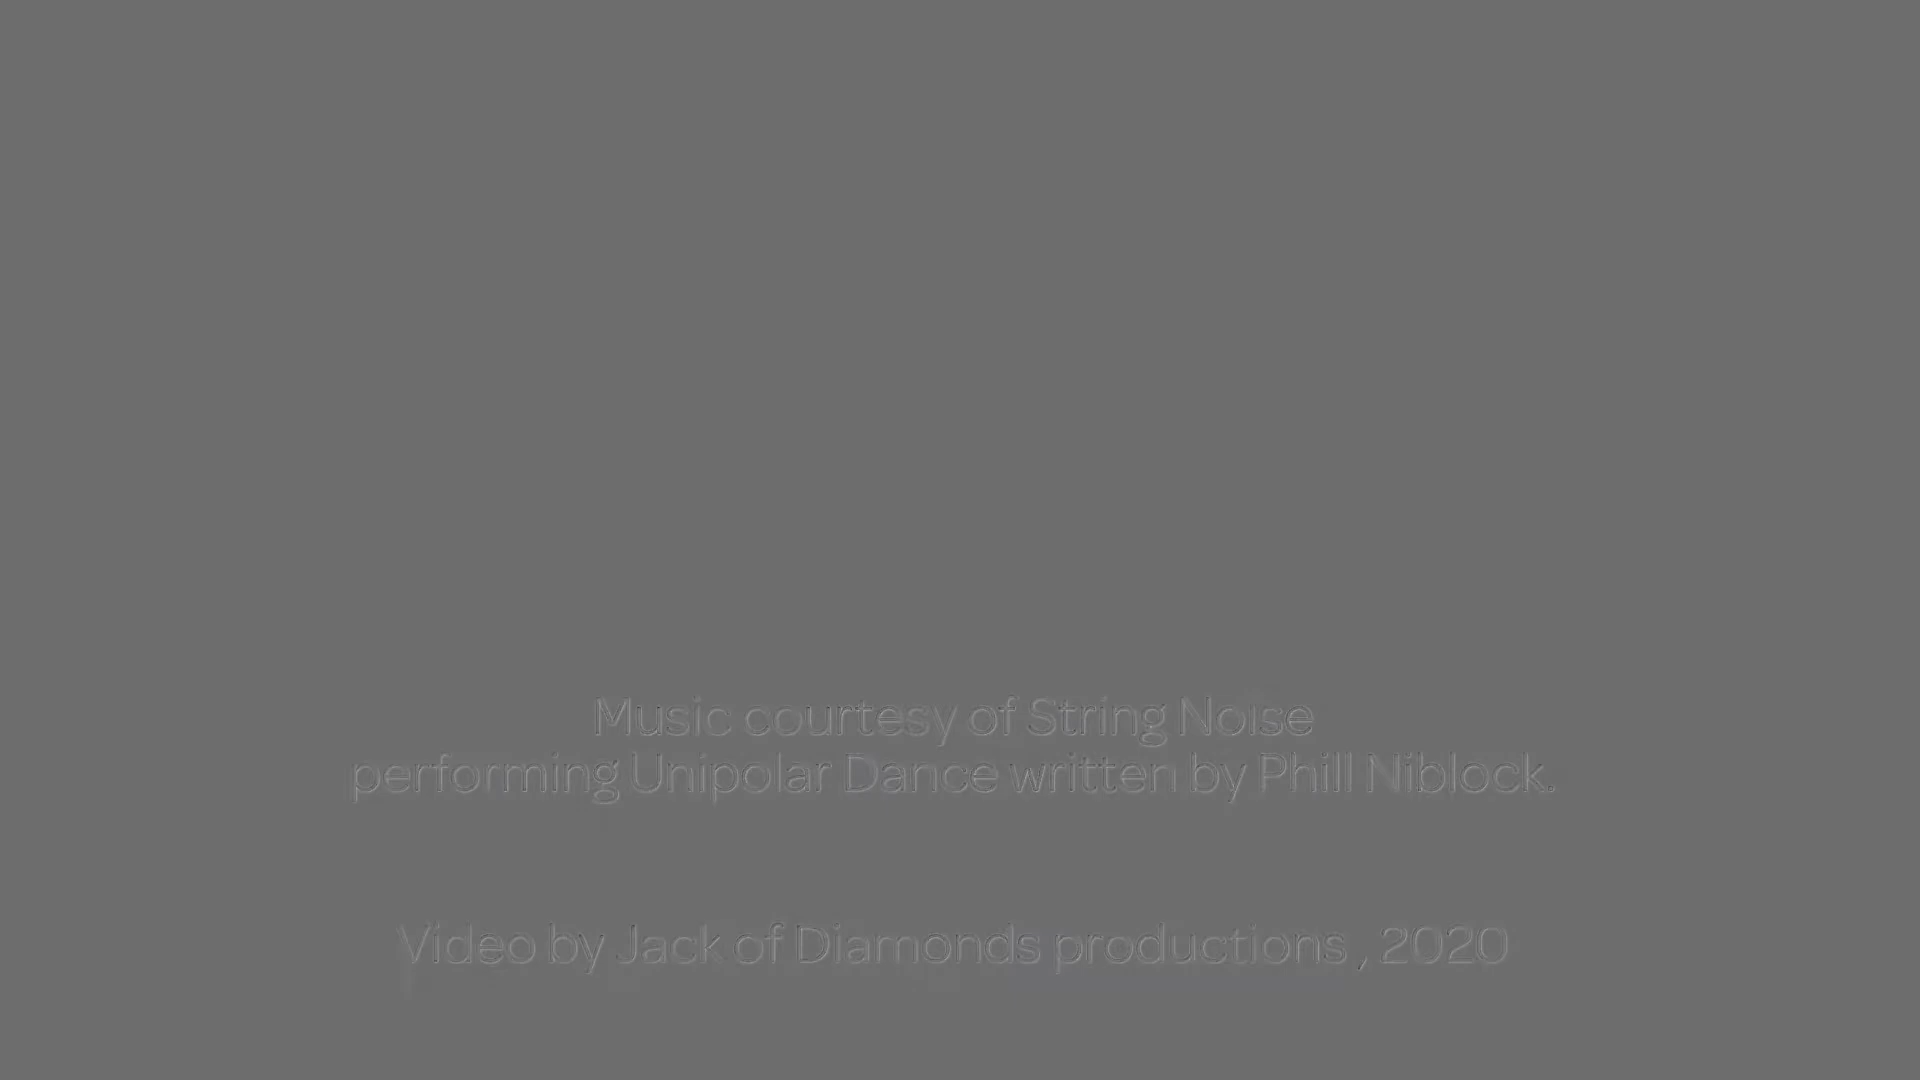 Music courtesy of String Noise
performing Unipolar Dance written by Phill Niblock.
Video by Jack of Diamonds productions, 2020